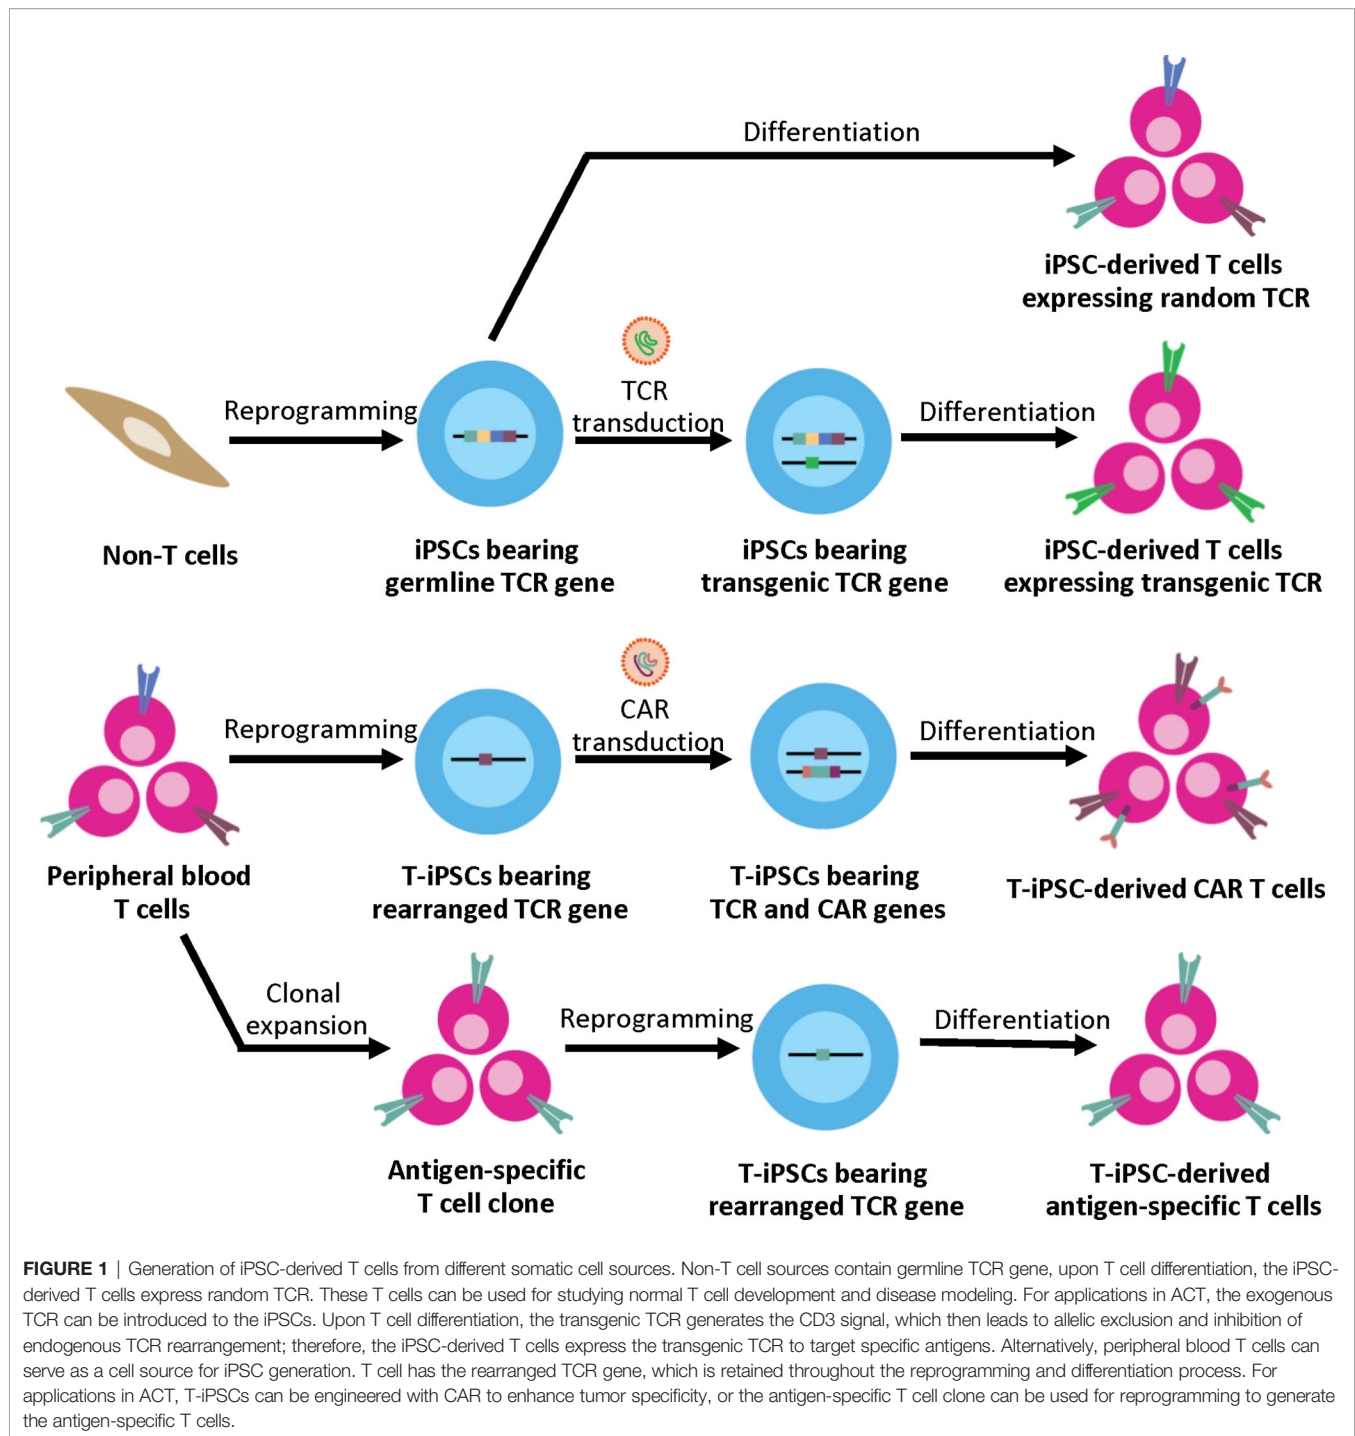 Differentiation
iPSC-derived T cells
expressing random TCR
Reprogramming
TCR
transduction
Differentiation
Non-T cells
iPSCs bearing
germline TCR gene
iPSCs bearing
transgenic TCR gene
iPSC-derived T cells
expressing transgenic TCR
Reprogramming
CAR
transduction
Differentiation
Peripheral blood
T cells
T-iPSCs bearing
rearranged TCR gene
T-iPSCs bearing
TCR and CAR genes
T-iPSC-derived CAR T cells
Clonal
expansion
Reprogramming
Differentiation
Antigen-specific
T cell clone
T-iPSCs bearing
rearranged TCR gene
T-iPSC-derived
antigen-specific T cells
FIGURE 1 | Generation of iPSC-derived T cells from different somatic cell sources. Non-T cell sources contain germline TCR gene, upon T cell differentiation, the iPSC-
derived T cells express random TCR. These T cells can be used for studying normal T cell development and disease modeling. For applications in ACT, the exogenous
TCR can be introduced to the iPSCs. Upon T cell differentiation, the transgenic TCR generates the CD3 signal, which then leads to allelic exclusion and inhibition of
endogenous TCR rearrangement; therefore, the iPSC-derived T cells express the transgenic TCR to target specific antigens. Alternatively, peripheral blood T cells can
serve as a cell source for iPSC generation. T cell has the rearranged TCR gene, which is retained throughout the reprogramming and differentiation process. For
applications in ACT, T-iPSCs can be engineered with CAR to enhance tumor specificity, or the antigen-specific T cell clone can be used for reprogramming to generate
the antigen-specific T cells.